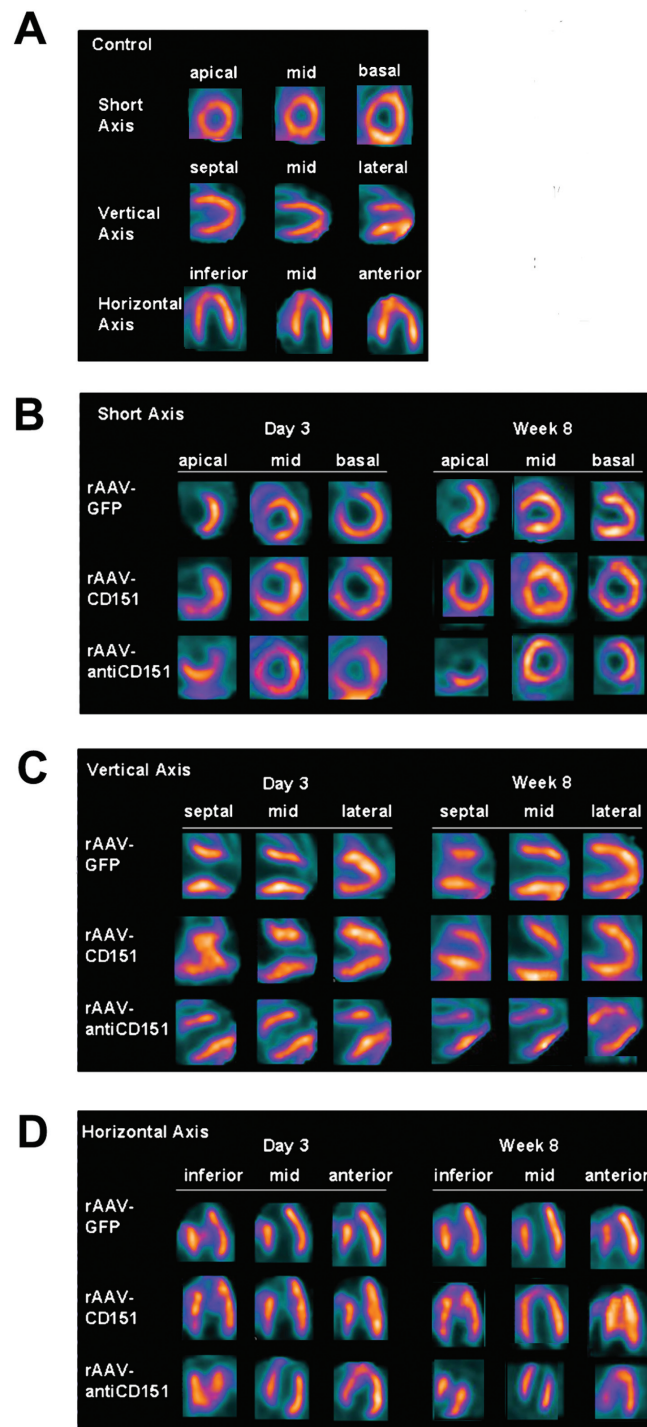 A
Control
apical mid basal
Short
Axis
septal mid lateral
Vertical
Axis
inferior mid anterior
Horizontal
Axis
B
Short Axis
Day 3 Week 8
apical mid basal apical mid basal
rAAV-
GFP
rAAV-
CD151
rAAV-
antiCD151
C
Vertical Axis
Day 3 Week 8
septal mid lateral septal mid lateral
rAAV-
GFP
rAAV-
CD151
rAAV-
antiCD151
D
Horizontal Axis
Day 3 Week 8
inferior mid anterior inferior mid anterior
rAAV-
GFP
rAAV-
CD151
rAAV-
antiCD151